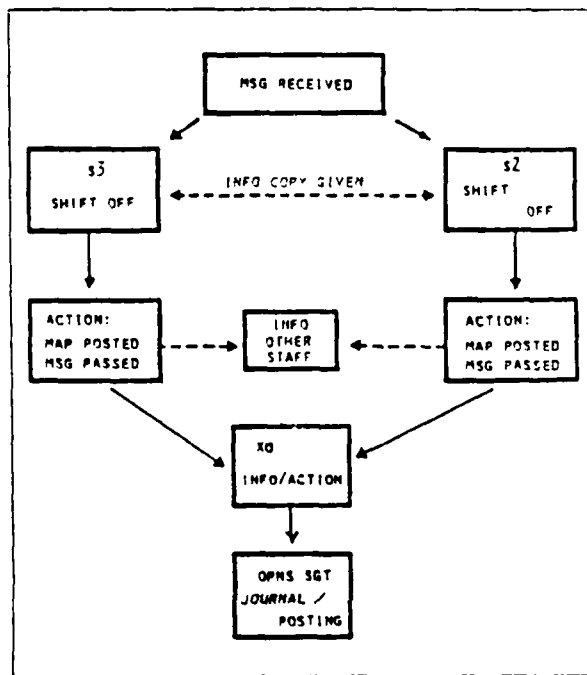 MSG RECEIVED
S3
SHIFT OFF
INFO COPY GIVEN
S2
SHIFT
OFF
ACTION:
MAP POSTED
MSG PASSED
INFO
OTHER
STAFF
ACTION:
MAP POSTED
MSG PASSED
XO
INFO/ACTION
OPNS SGT
JOURNAL /
POSTING